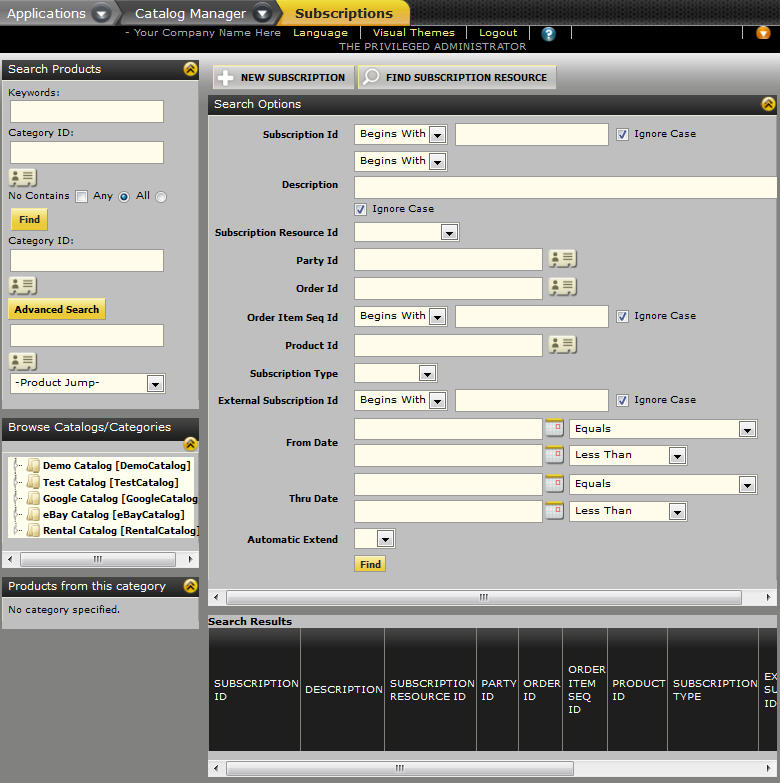 Applications
Catalog Manager
Subscriptions
- Your Company Name Here
Language
Visual Themes
Logout
?
THE PRIVILEGED ADMINISTRATOR
Search Products
Keywords:
Category ID:
No Contains Any All
Find
Category ID:
Advanced Search
-Product Jump-
Browse Catalogs/Categories
Demo Catalog [DemoCatalog]
Test Catalog [TestCatalog]
Google Catalog [GoogleCatalog
eBay Catalog [eBayCatalog]
Rental Catalog [RentalCatalog]
Products from this category
No category specified.
NEW SUBSCRIPTION
FIND SUBSCRIPTION RESOURCE
Search Options
Subscription Id Begins With Ignore Case
Begins With
Description
Ignore Case
Subscription Resource Id
Party Id
Order Id
Order Item Seq Id Begins With Ignore Case
Product Id
Subscription Type
External Subscription Id Begins With Ignore Case
Equals
From Date
Less Than
Equals
Thru Date
Less Than
Automatic Extend
Find
Search Results
SUBSCRIPTION ID
DESCRIPTION
SUBSCRIPTION RESOURCE ID
PARTY ID
ORDER ID
ORDER ITEM SEQ ID
PRODUCT ID
SUBSCRIPTION TYPE
EX
SU
ID